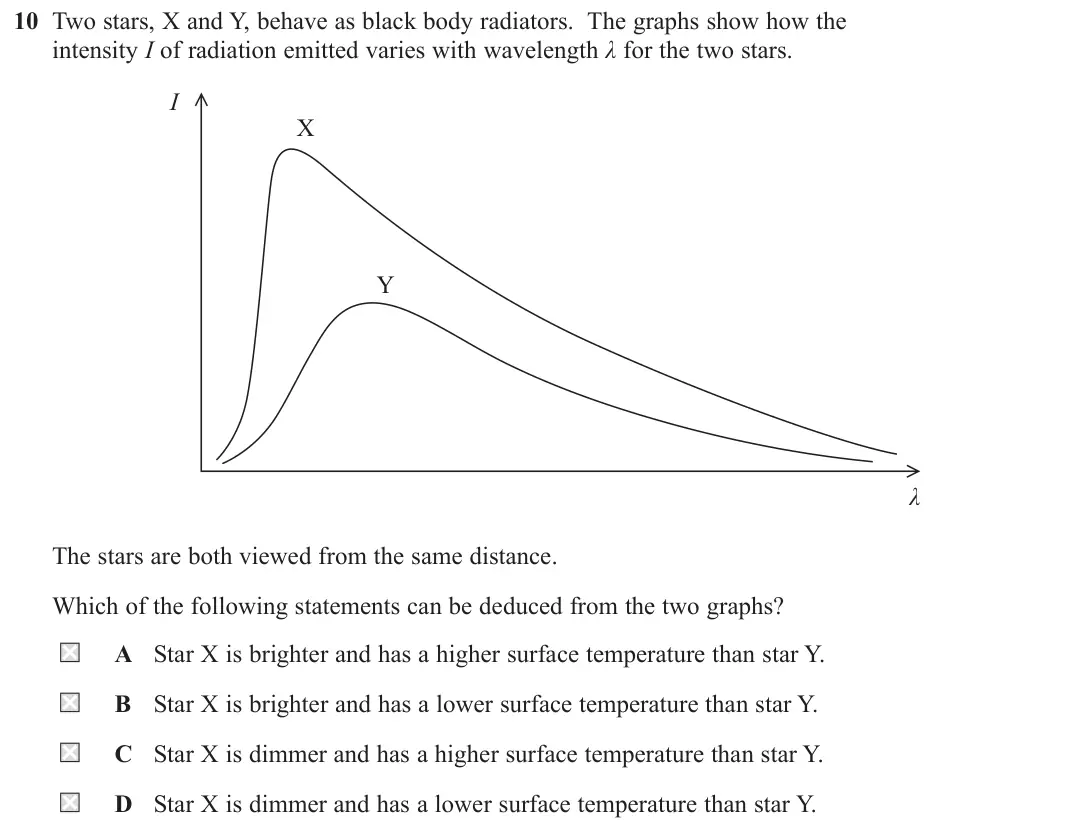 10 Two stars, X and Y, behave as black body radiators. The graphs show how the
intensity I of radiation emitted varies with wavelength λ for the two stars.
I
X
Y
λ
The stars are both viewed from the same distance.
Which of the following statements can be deduced from the two graphs?
A Star X is brighter and has a higher surface temperature than star Y.
B Star X is brighter and has a lower surface temperature than star Y.
C Star X is dimmer and has a higher surface temperature than star Y.
D Star X is dimmer and has a lower surface temperature than star Y.